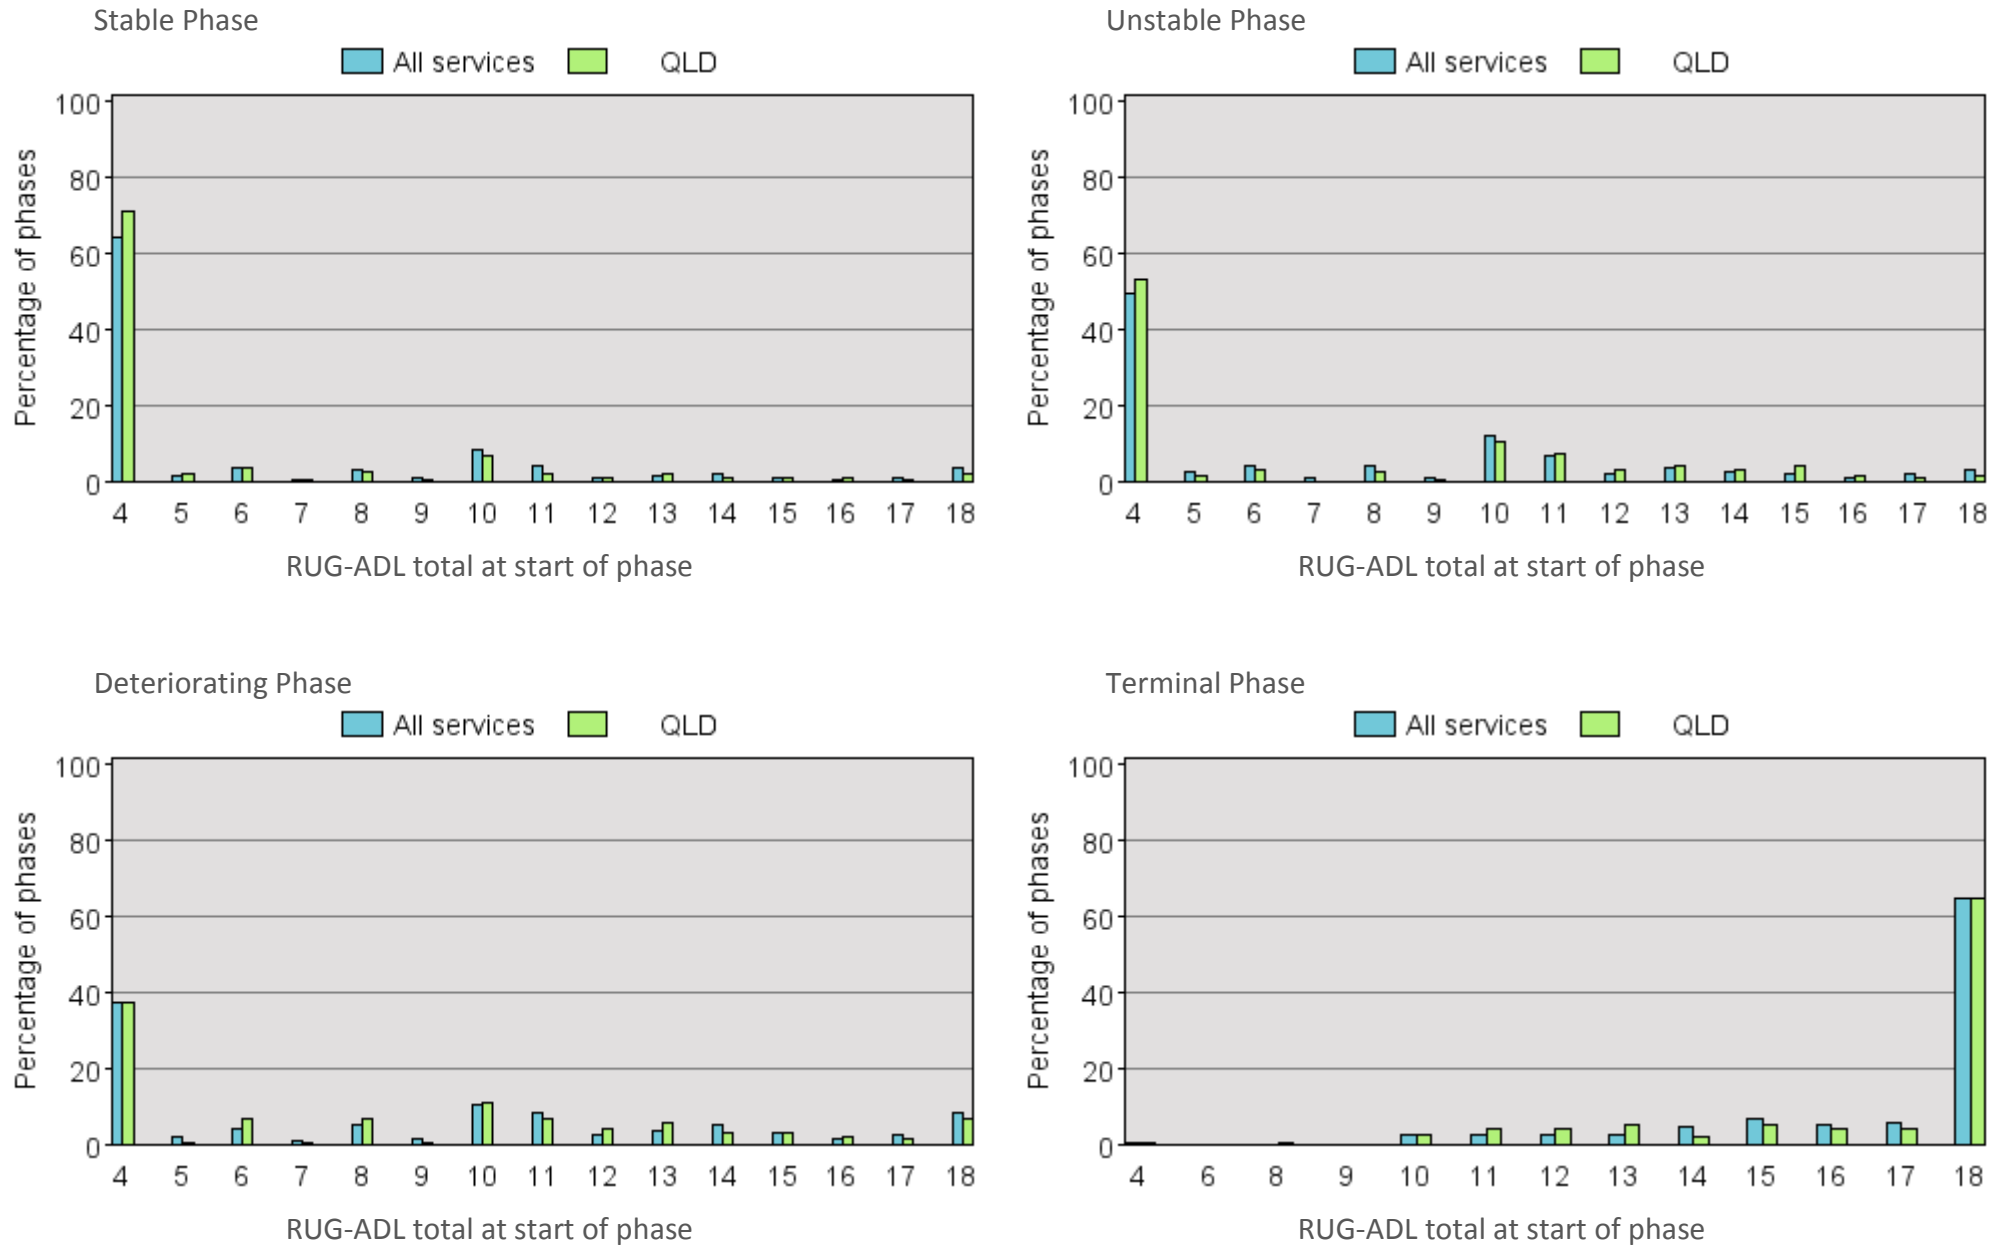 Stable Phase
All services QLD
Percentage of phases
100
80
60
40
20
0
4 5 6 7 8 9 10 11 12 13 14 15 16 17 18
RUG-ADL total at start of phase
Unstable Phase
All services QLD
Percentage of phases
100
80
60
40
20
0
4 5 6 7 8 9 10 11 12 13 14 15 16 17 18
RUG-ADL total at start of phase
Deteriorating Phase
All services QLD
Percentage of phases
100
80
60
40
20
0
4 5 6 7 8 9 10 11 12 13 14 15 16 17 18
RUG-ADL total at start of phase
Terminal Phase
All services QLD
Percentage of phases
100
80
60
40
20
0
4 6 8 9 10 11 12 13 14 15 16 17 18
RUG-ADL total at start of phase